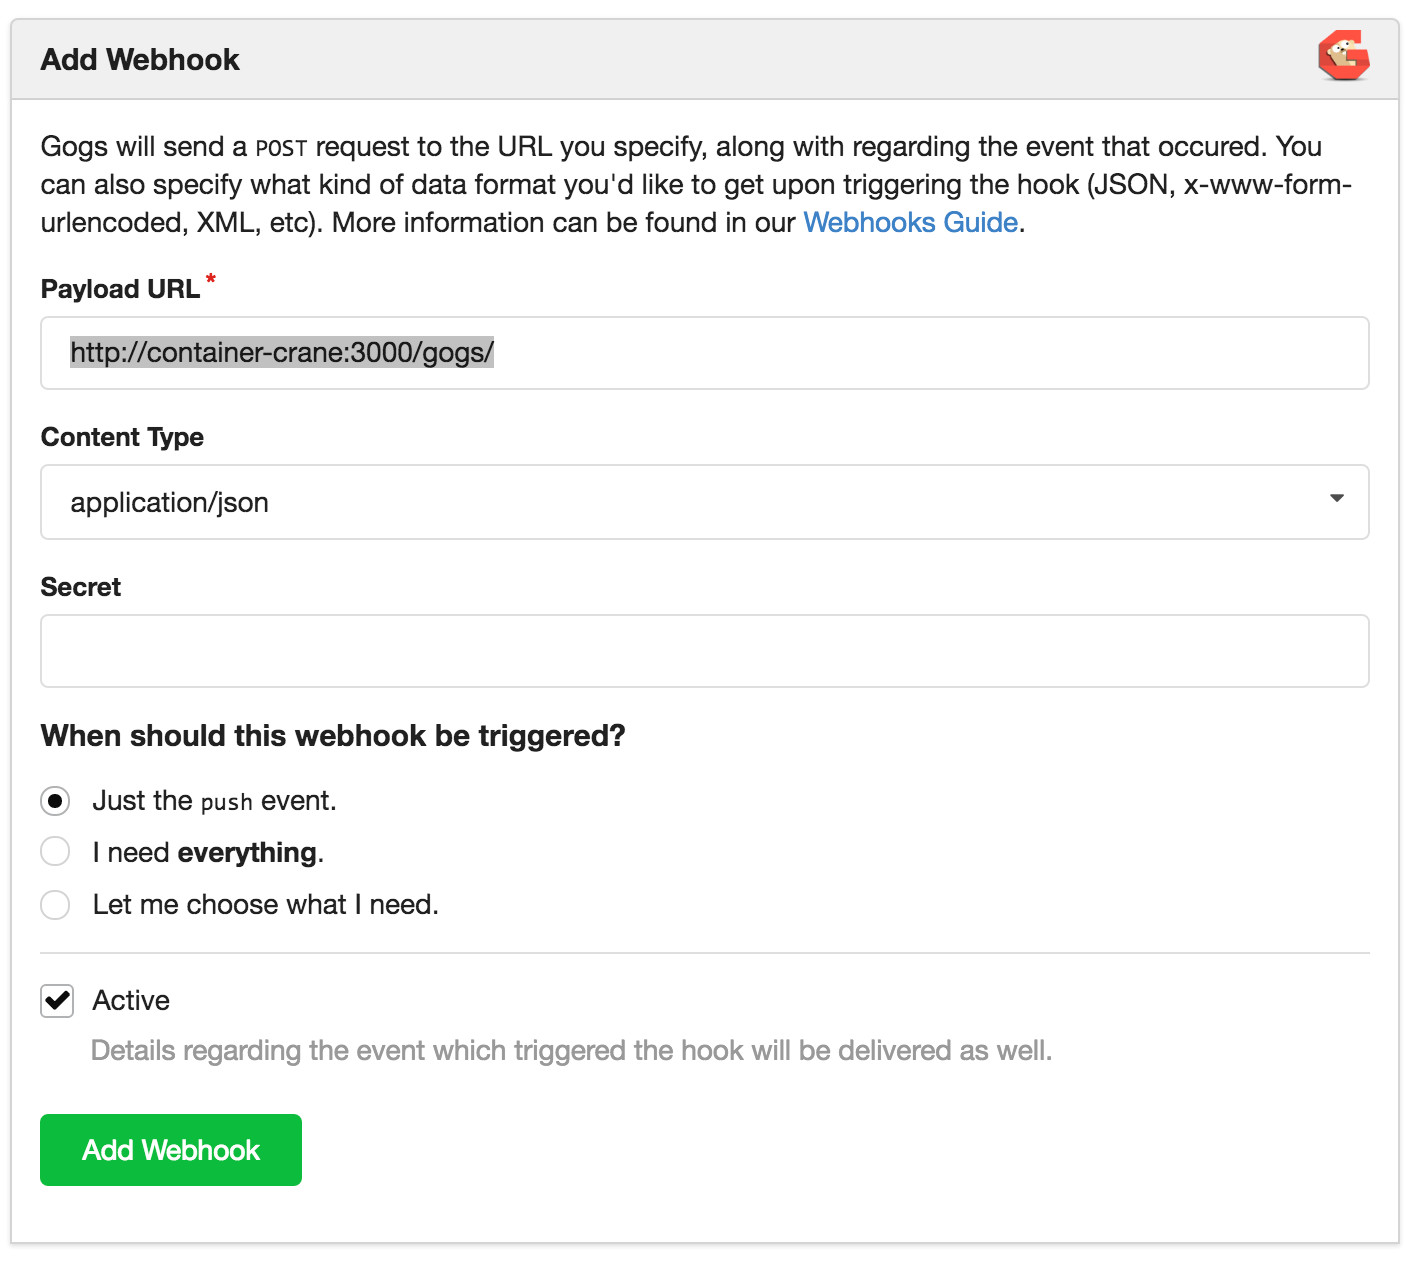 Add Webhook
Gogs will send a POST request to the URL you specify, along with regarding the event that occured. You
can also specify what kind of data format you'd like to get upon triggering the hook (JSON, x-www-form-
urlencoded, XML, etc). More information can be found in our Webhooks Guide.
Payload URL *
http://container-crane:3000/gogs/
Content Type
application/json
Secret
When should this webhook be triggered?
Just the push event.
I need everything.
Let me choose what I need.
Active
Details regarding the event which triggered the hook will be delivered as well.
Add Webhook